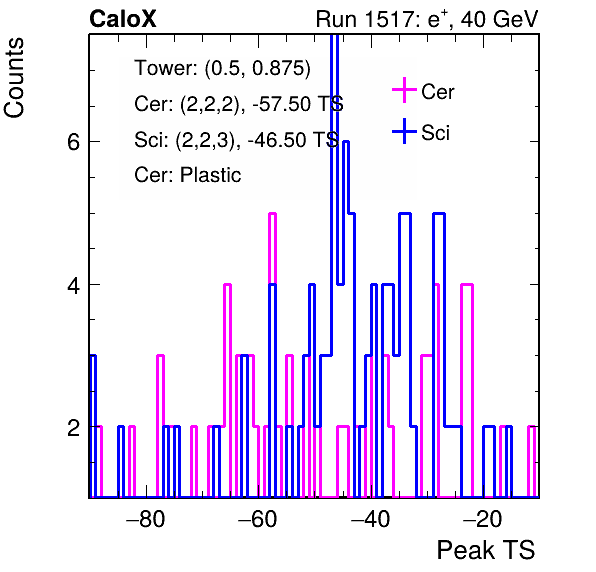 CaloX Run 1517: e⁺, 40 GeV
Counts
Tower: (0.5, 0.875)
Cer: (2,2,2), -57.50 TS
Sci: (2,2,3), -46.50 TS
Cer: Plastic
Cer
Sci
6
4
2
−80 −60 −40 −20
Peak TS